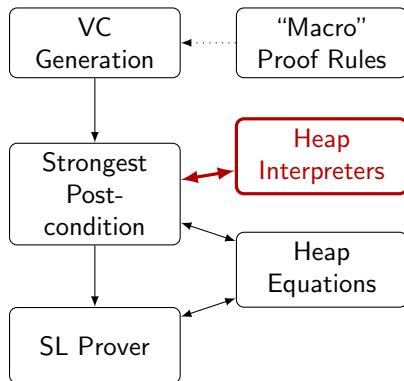 VC
Generation
“Macro”
Proof Rules
Strongest
Post-
condition
Heap
Interpreters
Heap
Equations
SL Prover